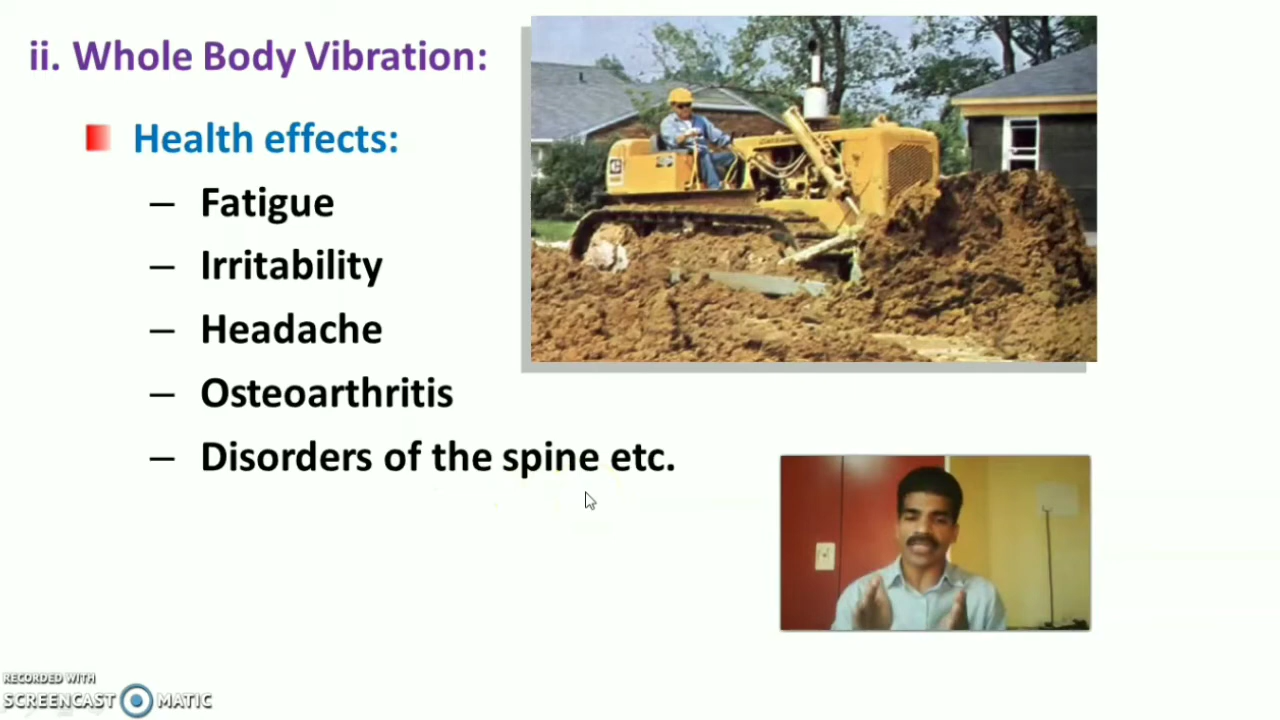 ii. Whole Body Vibration:
Health effects:
– Fatigue
– Irritability
– Headache
– Osteoarthritis
– Disorders of the spine etc.
RECORDED WITH
SCREENCAST MATIC